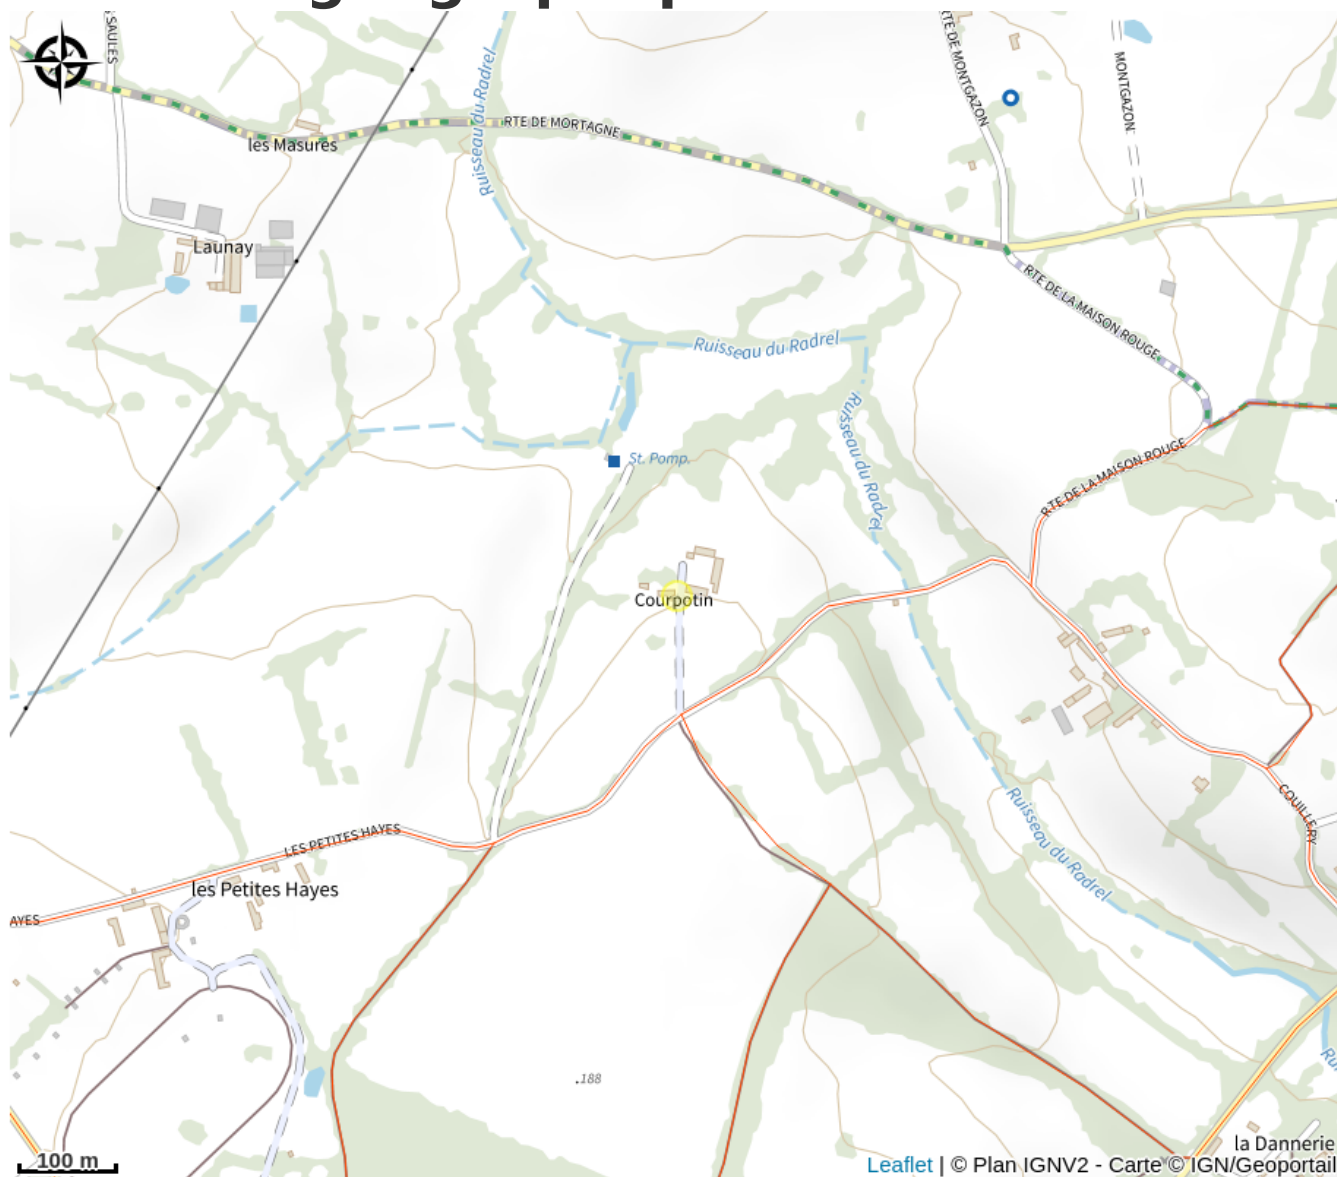 SAULES
RTE DE MONTGAZON
MONTGAZON
Ruisseau du Radrel
RTE DE MORTAGNE
les Masures
Launay
RTE DE LA MAISON ROUGE
Ruisseau du Radrel
Ruisseau du Radrel
St. Pomp.
RTE DE LA MAISON ROUGE
Courpotin
Ruisseau du Radrel
COUILLERY
LES PETITES HAYES
les Petites Hayes
AYES
.188
la Dannerie
100 m
Leaflet | © Plan IGNV2 - Carte © IGN/Geoportail